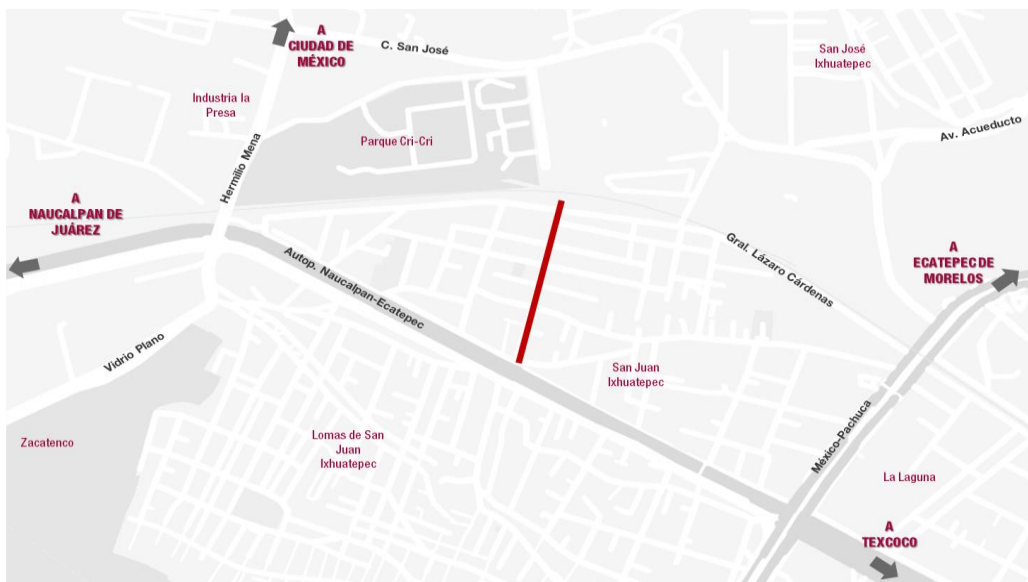 A
CIUDAD DE
MÉXICO
C. San José
San José
Ixhuatepec
Industria la
Presa
Hermilio Mena
Parque Cri-Cri
Av. Acueducto
A
NAUCALPAN DE
JUÁREZ
Autop. Naucalpan-Ecatepec
Gral. Lázaro Cárdenas
A
ECATEPEC DE
MORELOS
Vidrio Plano
San Juan
Ixhuatepec
Zacatenco
Lomas de San
Juan
Ixhuatepec
México-Pachuca
La Laguna
A
TEXCOCO